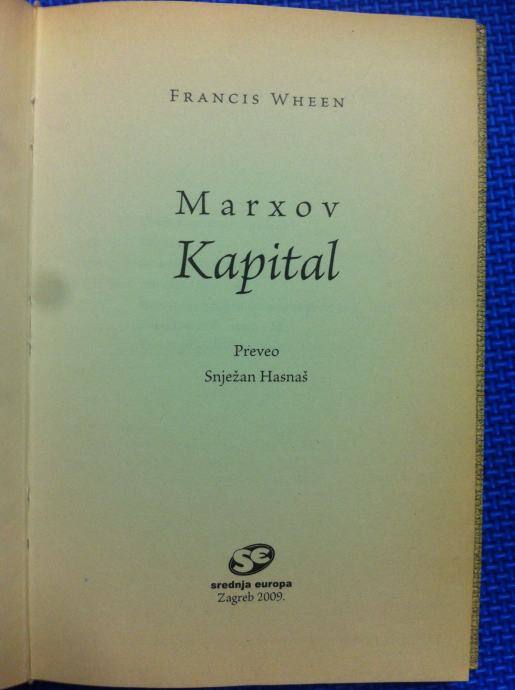 FRANCIS WHEEN
Marxov
Kapital
Preveo
Snježan Hasnaš
se
srednja europa
Zagreb 2009.